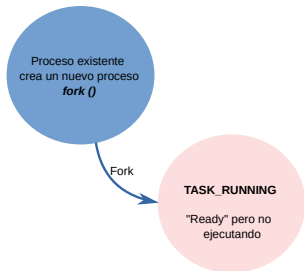 Proceso existente
crea un nuevo proceso
fork ()
Fork
TASK_RUNNING
"Ready" pero no
ejecutando